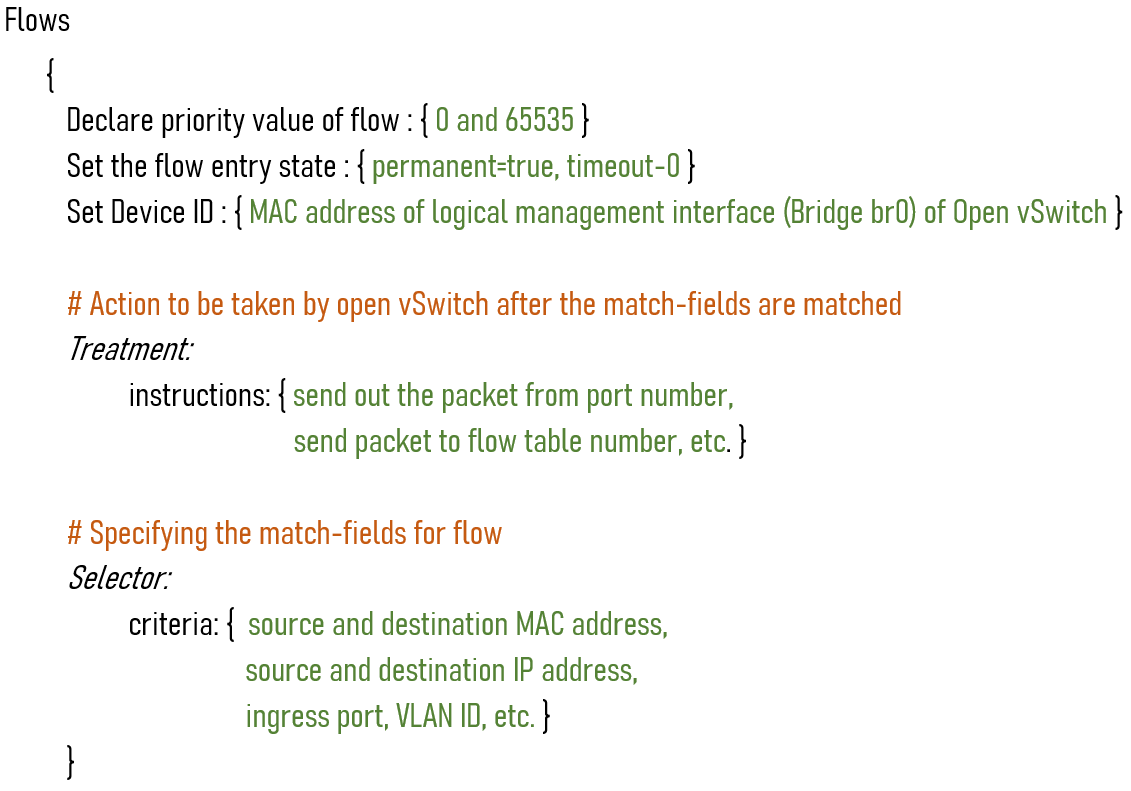 Flows
{
Declare priority value of flow : { 0 and 65535 }
Set the flow entry state : { permanent=true, timeout-0 }
Set Device ID : { MAC address of logical management interface (Bridge br0) of Open vSwitch }
# Action to be taken by open vSwitch after the match-fields are matched
Treatment:
instructions: { send out the packet from port number,
send packet to flow table number, etc. }
# Specifying the match-fields for flow
Selector:
criteria: { source and destination MAC address,
source and destination IP address,
ingress port, VLAN ID, etc. }
}